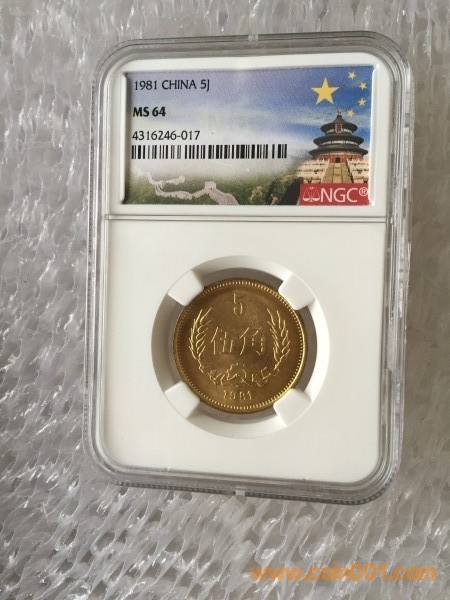 1981 CHINA 5J
MS 64
4316246-017
NGC®
5
伍角
1981
www.coin001.com